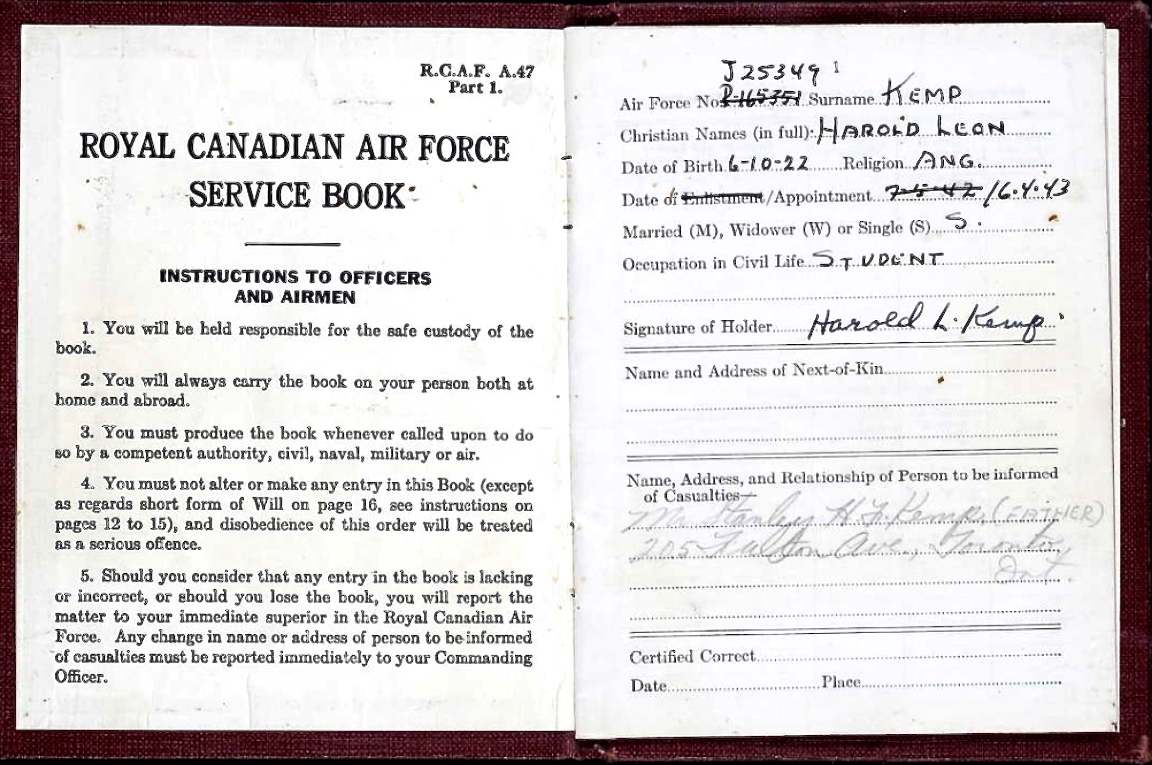 R.C.A.F. A.47
Part 1.
ROYAL CANADIAN AIR FORCE
SERVICE BOOK
INSTRUCTIONS TO OFFICERS
AND AIRMEN
1. You will be held responsible for the safe custody of the
book.
2. You will always carry the book on your person both at
home and abroad.
3. You must produce the book whenever called upon to do
so by a competent authority, civil, naval, military or air.
4. You must not alter or make any entry in this Book (except
as regards short form of Will on page 16, see instructions on
pages 12 to 15), and disobedience of this order will be treated
as a serious offence.
5. Should you consider that any entry in the book is lacking
or incorrect, or should you lose the book, you will report the
matter to your immediate superior in the Royal Canadian Air
Force. Any change in name or address of person to be informed
of casualties must be reported immediately to your Commanding
Officer.
J25349 1
Air Force No. R-165351 Surname KEMP
Christian Names (in full): HAROLD LEON
Date of Birth 6-10-22 Religion ANG.
Date of Enlistment/Appointment 7-5-42 16.4.43
Married (M), Widower (W) or Single (S) S.
Occupation in Civil Life STUDENT
Signature of Holder Harold L. Kemp
Name and Address of Next-of-Kin
Name, Address, and Relationship of Person to be informed
of Casualties—
Mr Stanley H F Kemp, (FATHER)
205 Fulton Ave., Toronto,
Ont.
Certified Correct
Date Place